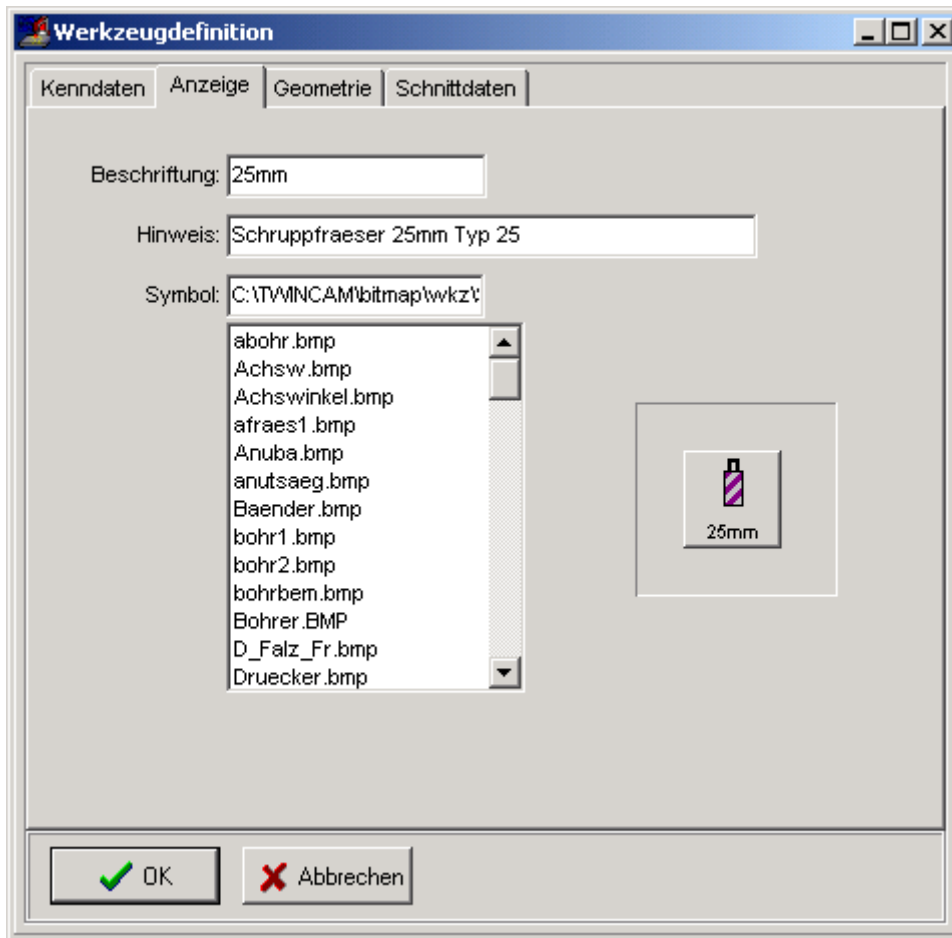 Werkzeugdefinition
Kenndaten Anzeige Geometrie Schnittdaten
Beschriftung: 25mm
Hinweis: Schruppfraeser 25mm Typ 25
Symbol: C:\TWINCAM\bitmap\wkz\
abohr.bmp
Achsw.bmp
Achswinkel.bmp
afraes1.bmp
Anuba.bmp
anutsaeg.bmp
Baender.bmp
bohr1.bmp
bohr2.bmp
bohrbem.bmp
Bohrer.BMP
D_Falz_Fr.bmp
Druecker.bmp
25mm
OK Abbrechen